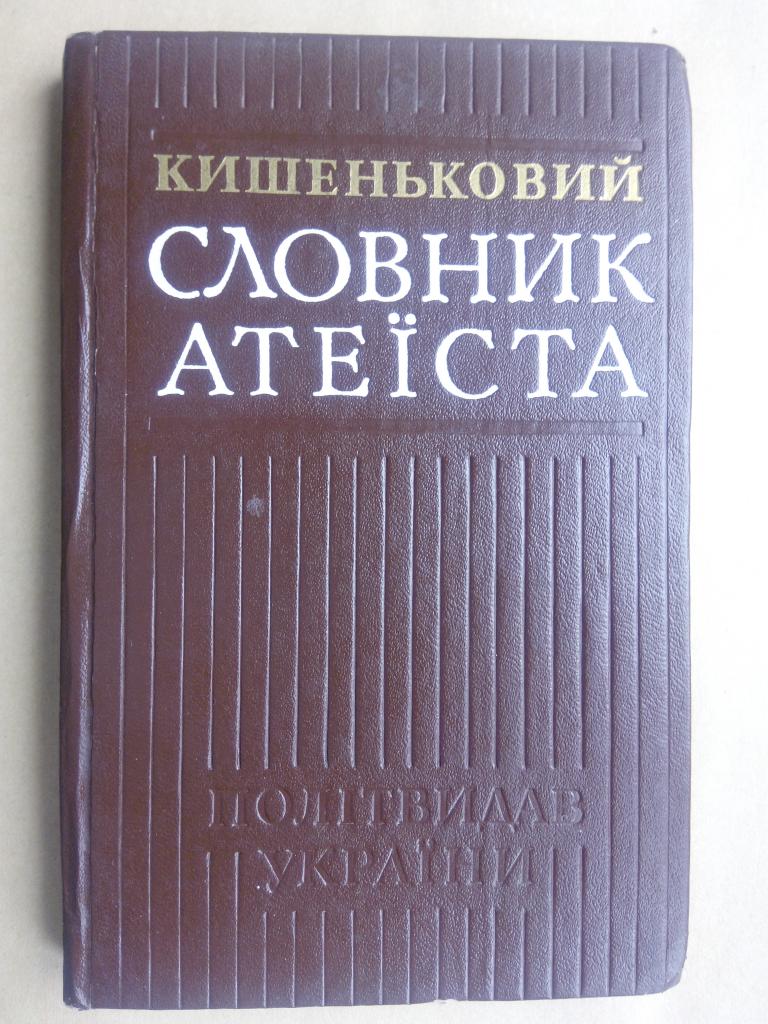 КИШЕНЬКОВИЙ
СЛОВНИК
АТЕЇСТА
ПОЛІТВИДАВ
УКРАЇНИ